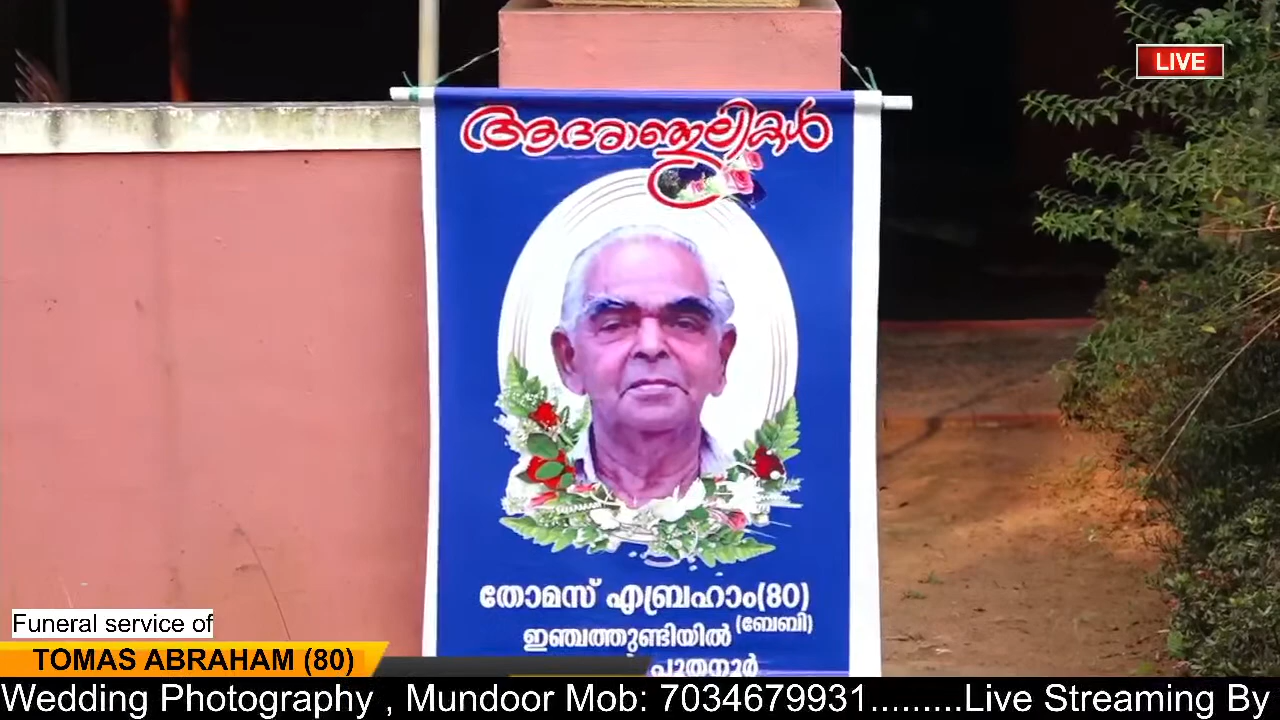 LIVE
ആദരാഞ്ജലികൾ
തോമസ് എബ്രഹാം(80)
(ബേബി)
ഇഞ്ചത്തുണ്ടിയിൽ
പൂതനൂർ
Funeral service of
TOMAS ABRAHAM (80)
Wedding Photography , Mundoor Mob: 7034679931.........Live Streaming By